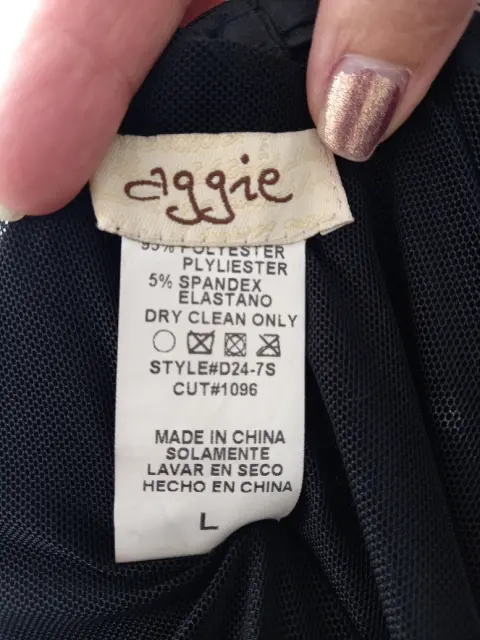 aggie
95% POLYESTER
PLYLIESTER
5% SPANDEX
ELASTANO
DRY CLEAN ONLY
STYLE#D24-7S
CUT#1096
MADE IN CHINA
SOLAMENTE
LAVAR EN SECO
HECHO EN CHINA
L